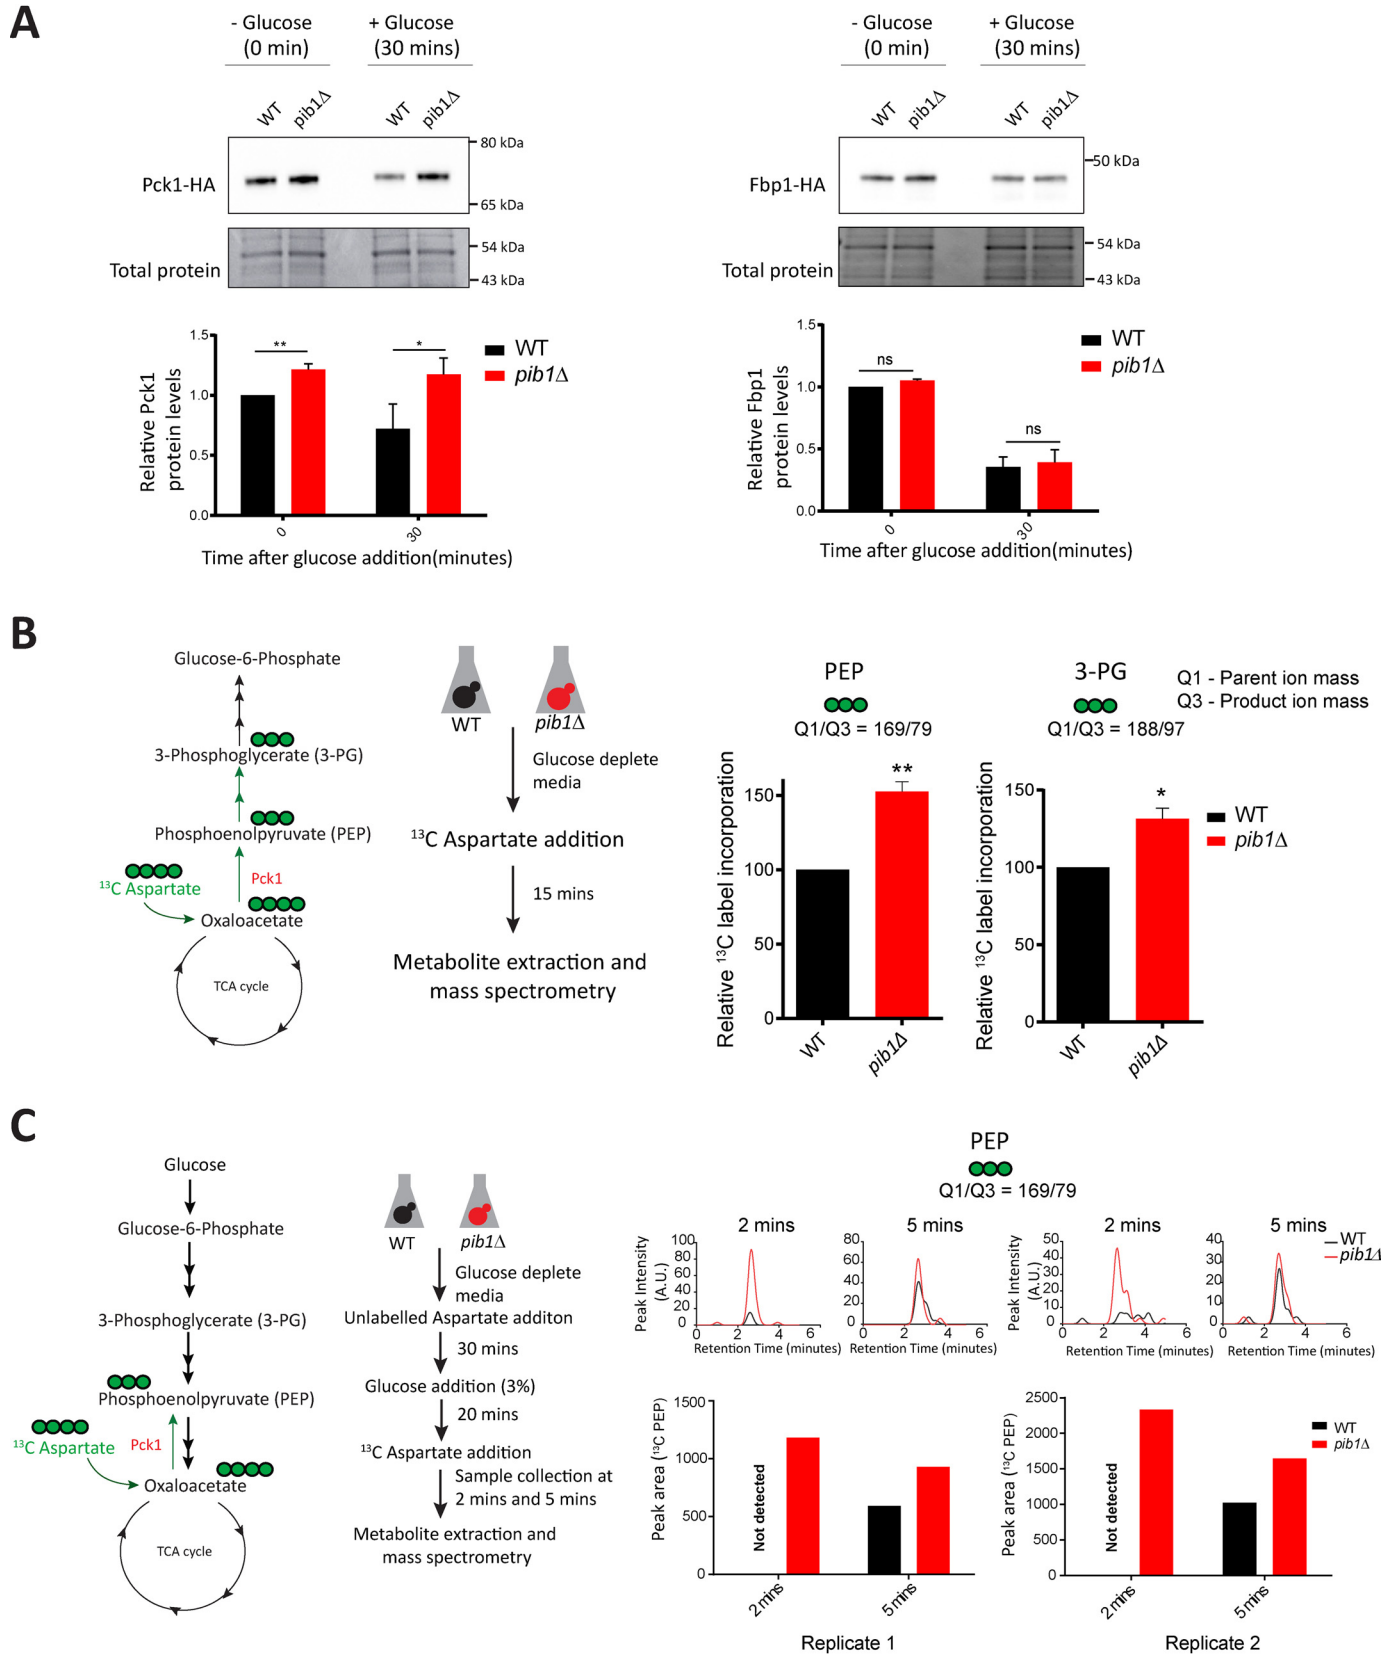 A
- Glucose
(0 min)
+ Glucose
(30 mins)
WT
pib1Δ
WT
pib1Δ
80 kDa
Pck1-HA
65 kDa
54 kDa
Total protein
43 kDa
1.5
1.0
0.5
0.0
Relative Pck1
protein levels
**
*
WT
pib1Δ
0
30
Time after glucose addition(minutes)
- Glucose
(0 min)
+ Glucose
(30 mins)
WT
pib1Δ
WT
pib1Δ
50 kDa
Fbp1-HA
54 kDa
Total protein
43 kDa
1.5
1.0
0.5
0.0
Relative Fbp1
protein levels
ns
ns
WT
pib1Δ
0
30
Time after glucose addition(minutes)
B
Glucose-6-Phosphate
3-Phosphoglycerate (3-PG)
Phosphoenolpyruvate (PEP)
¹³C Aspartate
Pck1
Oxaloacetate
TCA cycle
WT
pib1Δ
Glucose deplete
media
¹³C Aspartate addition
15 mins
Metabolite extraction and
mass spectrometry
PEP
Q1/Q3 = 169/79
Relative ¹³C label incorporation
150
100
50
0
**
WT
pib1Δ
3-PG
Q1/Q3 = 188/97
Relative ¹³C label incorporation
150
100
50
0
*
WT
pib1Δ
Q1 - Parent ion mass
Q3 - Product ion mass
WT
pib1Δ
C
Glucose
Glucose-6-Phosphate
3-Phosphoglycerate (3-PG)
Phosphoenolpyruvate (PEP)
¹³C Aspartate
Pck1
Oxaloacetate
TCA cycle
WT
pib1Δ
Glucose deplete
media
Unlabelled Aspartate additon
30 mins
Glucose addition (3%)
20 mins
¹³C Aspartate addition
Sample collection at
2 mins and 5 mins
Metabolite extraction and
mass spectrometry
PEP
Q1/Q3 = 169/79
2 mins
Peak Intensity
(A.U.)
100
80
60
40
20
0
0 2 4 6
Retention Time (minutes)
5 mins
80
60
40
20
0
0 2 4 6
Retention Time (minutes)
2 mins
Peak Intensity
(A.U.)
50
40
30
20
10
0
0 2 4 6
Retention Time (minutes)
5 mins
40
30
20
10
0
0 2 4 6
Retention Time (minutes)
WT
pib1Δ
Peak area (¹³C PEP)
1500
1000
500
0
Not detected
2 mins
5 mins
Replicate 1
Peak area (¹³C PEP)
2500
2000
1500
1000
500
0
Not detected
2 mins
5 mins
Replicate 2
WT
pib1Δ